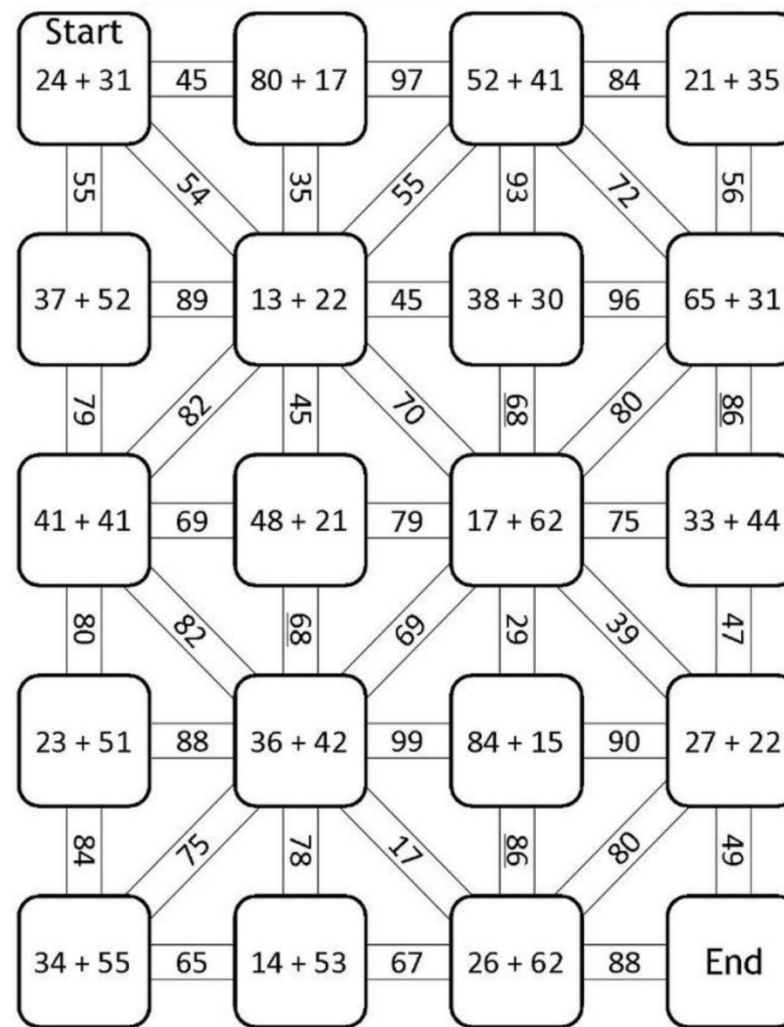 Start
24 + 31 45 80 + 17 97 52 + 41 84 21 + 35
55 54 35 55 93 72 56
37 + 52 89 13 + 22 45 38 + 30 96 65 + 31
79 82 45 70 68 80 86
41 + 41 69 48 + 21 79 17 + 62 75 33 + 44
80 82 68 69 29 39 47
23 + 51 88 36 + 42 99 84 + 15 90 27 + 22
84 75 78 17 86 80 49
34 + 55 65 14 + 53 67 26 + 62 88 End